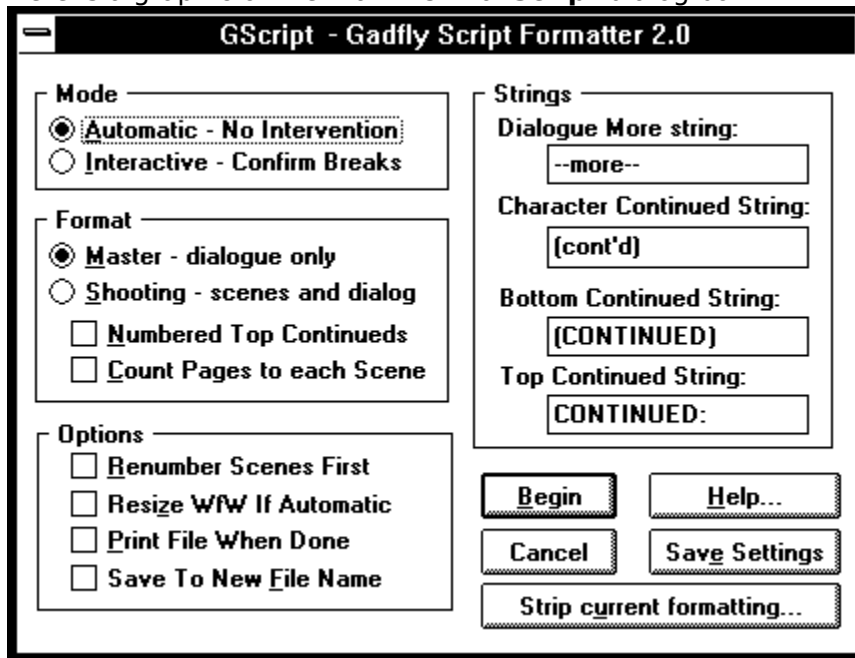 GScript - Gadfly Script Formatter 2.0
Mode
Automatic - No Intervention
Interactive - Confirm Breaks
Format
Master - dialogue only
Shooting - scenes and dialog
Numbered Top Continueds
Count Pages to each Scene
Options
Renumber Scenes First
Resize WfW If Automatic
Print File When Done
Save To New File Name
Strings
Dialogue More string:
--more--
Character Continued String:
(cont'd)
Bottom Continued String:
(CONTINUED)
Top Continued String:
CONTINUED:
Begin
Help...
Cancel
Save Settings
Strip current formatting...